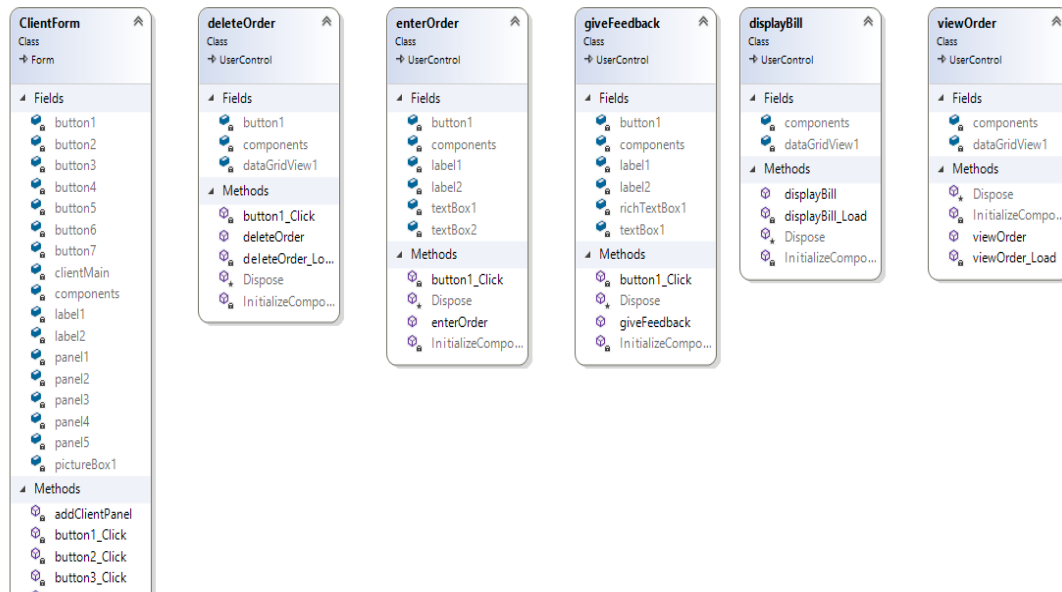 ClientForm
Class
Form
Fields
button1
button2
button3
button4
button5
button6
button7
clientMain
components
label1
label2
panel1
panel2
panel3
panel4
panel5
pictureBox1
Methods
addClientPanel
button1_Click
button2_Click
button3_Click
deleteOrder
Class
UserControl
Fields
button1
components
dataGridView1
Methods
button1_Click
deleteOrder
deleteOrder_Lo...
Dispose
InitializeCompo...
enterOrder
Class
UserControl
Fields
button1
components
label1
label2
textBox1
textBox2
Methods
button1_Click
Dispose
enterOrder
InitializeCompo...
giveFeedback
Class
UserControl
Fields
button1
components
label1
label2
richTextBox1
textBox1
Methods
button1_Click
Dispose
giveFeedback
InitializeCompo...
displayBill
Class
UserControl
Fields
components
dataGridView1
Methods
displayBill
displayBill_Load
Dispose
InitializeCompo...
viewOrder
Class
UserControl
Fields
components
dataGridView1
Methods
Dispose
InitializeCompo...
viewOrder
viewOrder_Load